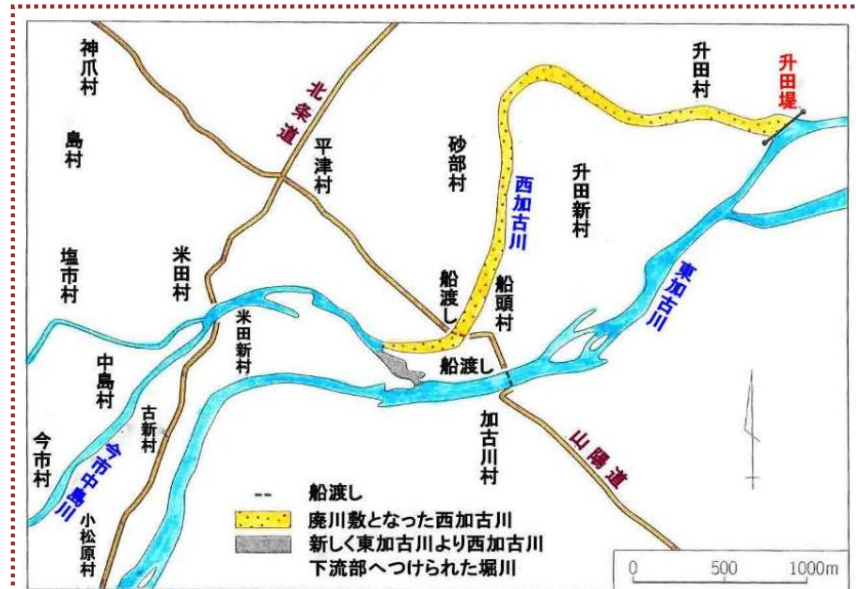 神爪村
島村
北条道
平津村
砂部村
升田村
升田堤
升田新村
西加古川
東加古川
塩市村
米田村
船渡し
船頭村
米田新村
船渡し
中島村
古新村
今市中島川
今市村
小松原村
加古川村
山陽道
船渡し
廃川敷となった西加古川
新しく東加古川より西加古川
下流部へつけられた堀川
0 500 1000m